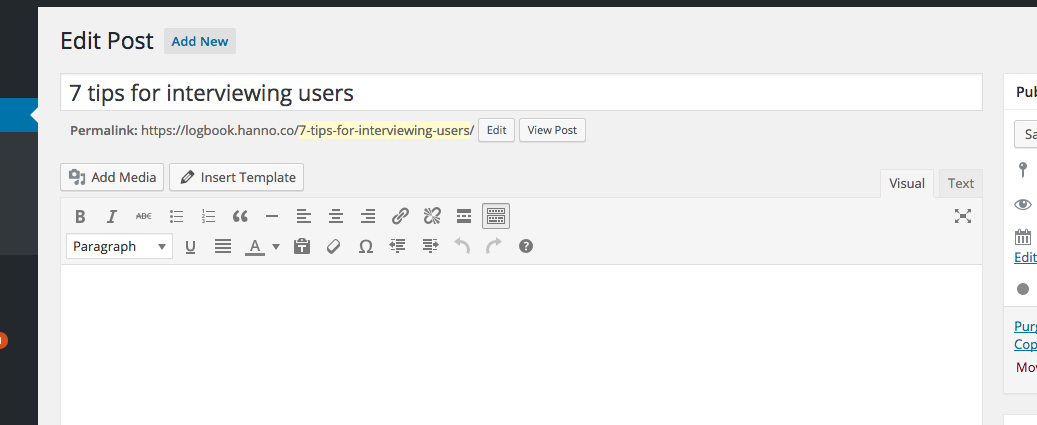 Edit Post Add New
7 tips for interviewing users
Permalink: https://logbook.hanno.co/7-tips-for-interviewing-users/ Edit View Post
Add Media Insert Template
Visual Text
B I ABC
Paragraph U A
Pub
Sa
Edit
Purg
Cop
Mov